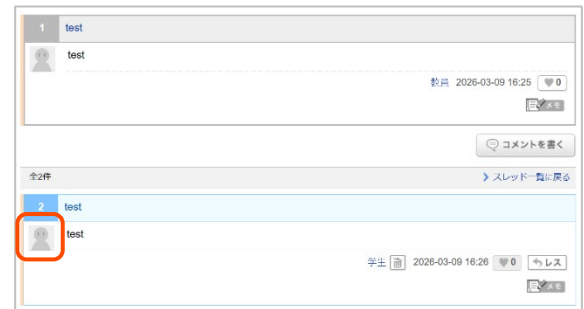 1 test
test
教員 2026-03-09 16:25 0
メモ
コメントを書く
全2件 スレッド一覧に戻る
2 test
test
学生 2026-03-09 16:26 0 レス
メモ